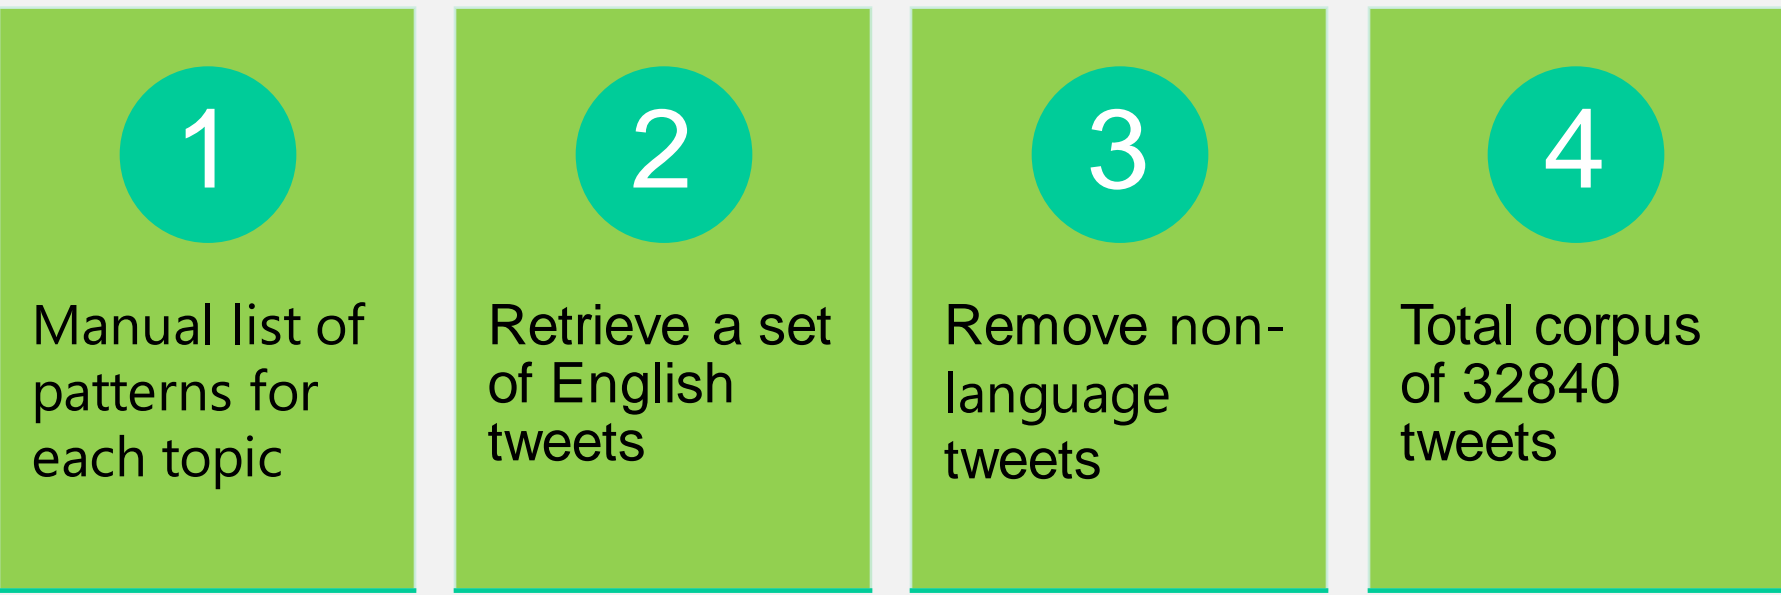 1
Manual list of
patterns for
each topic
2
Retrieve a set
of English
tweets
3
Remove non-
language
tweets
4
Total corpus
of 32840
tweets